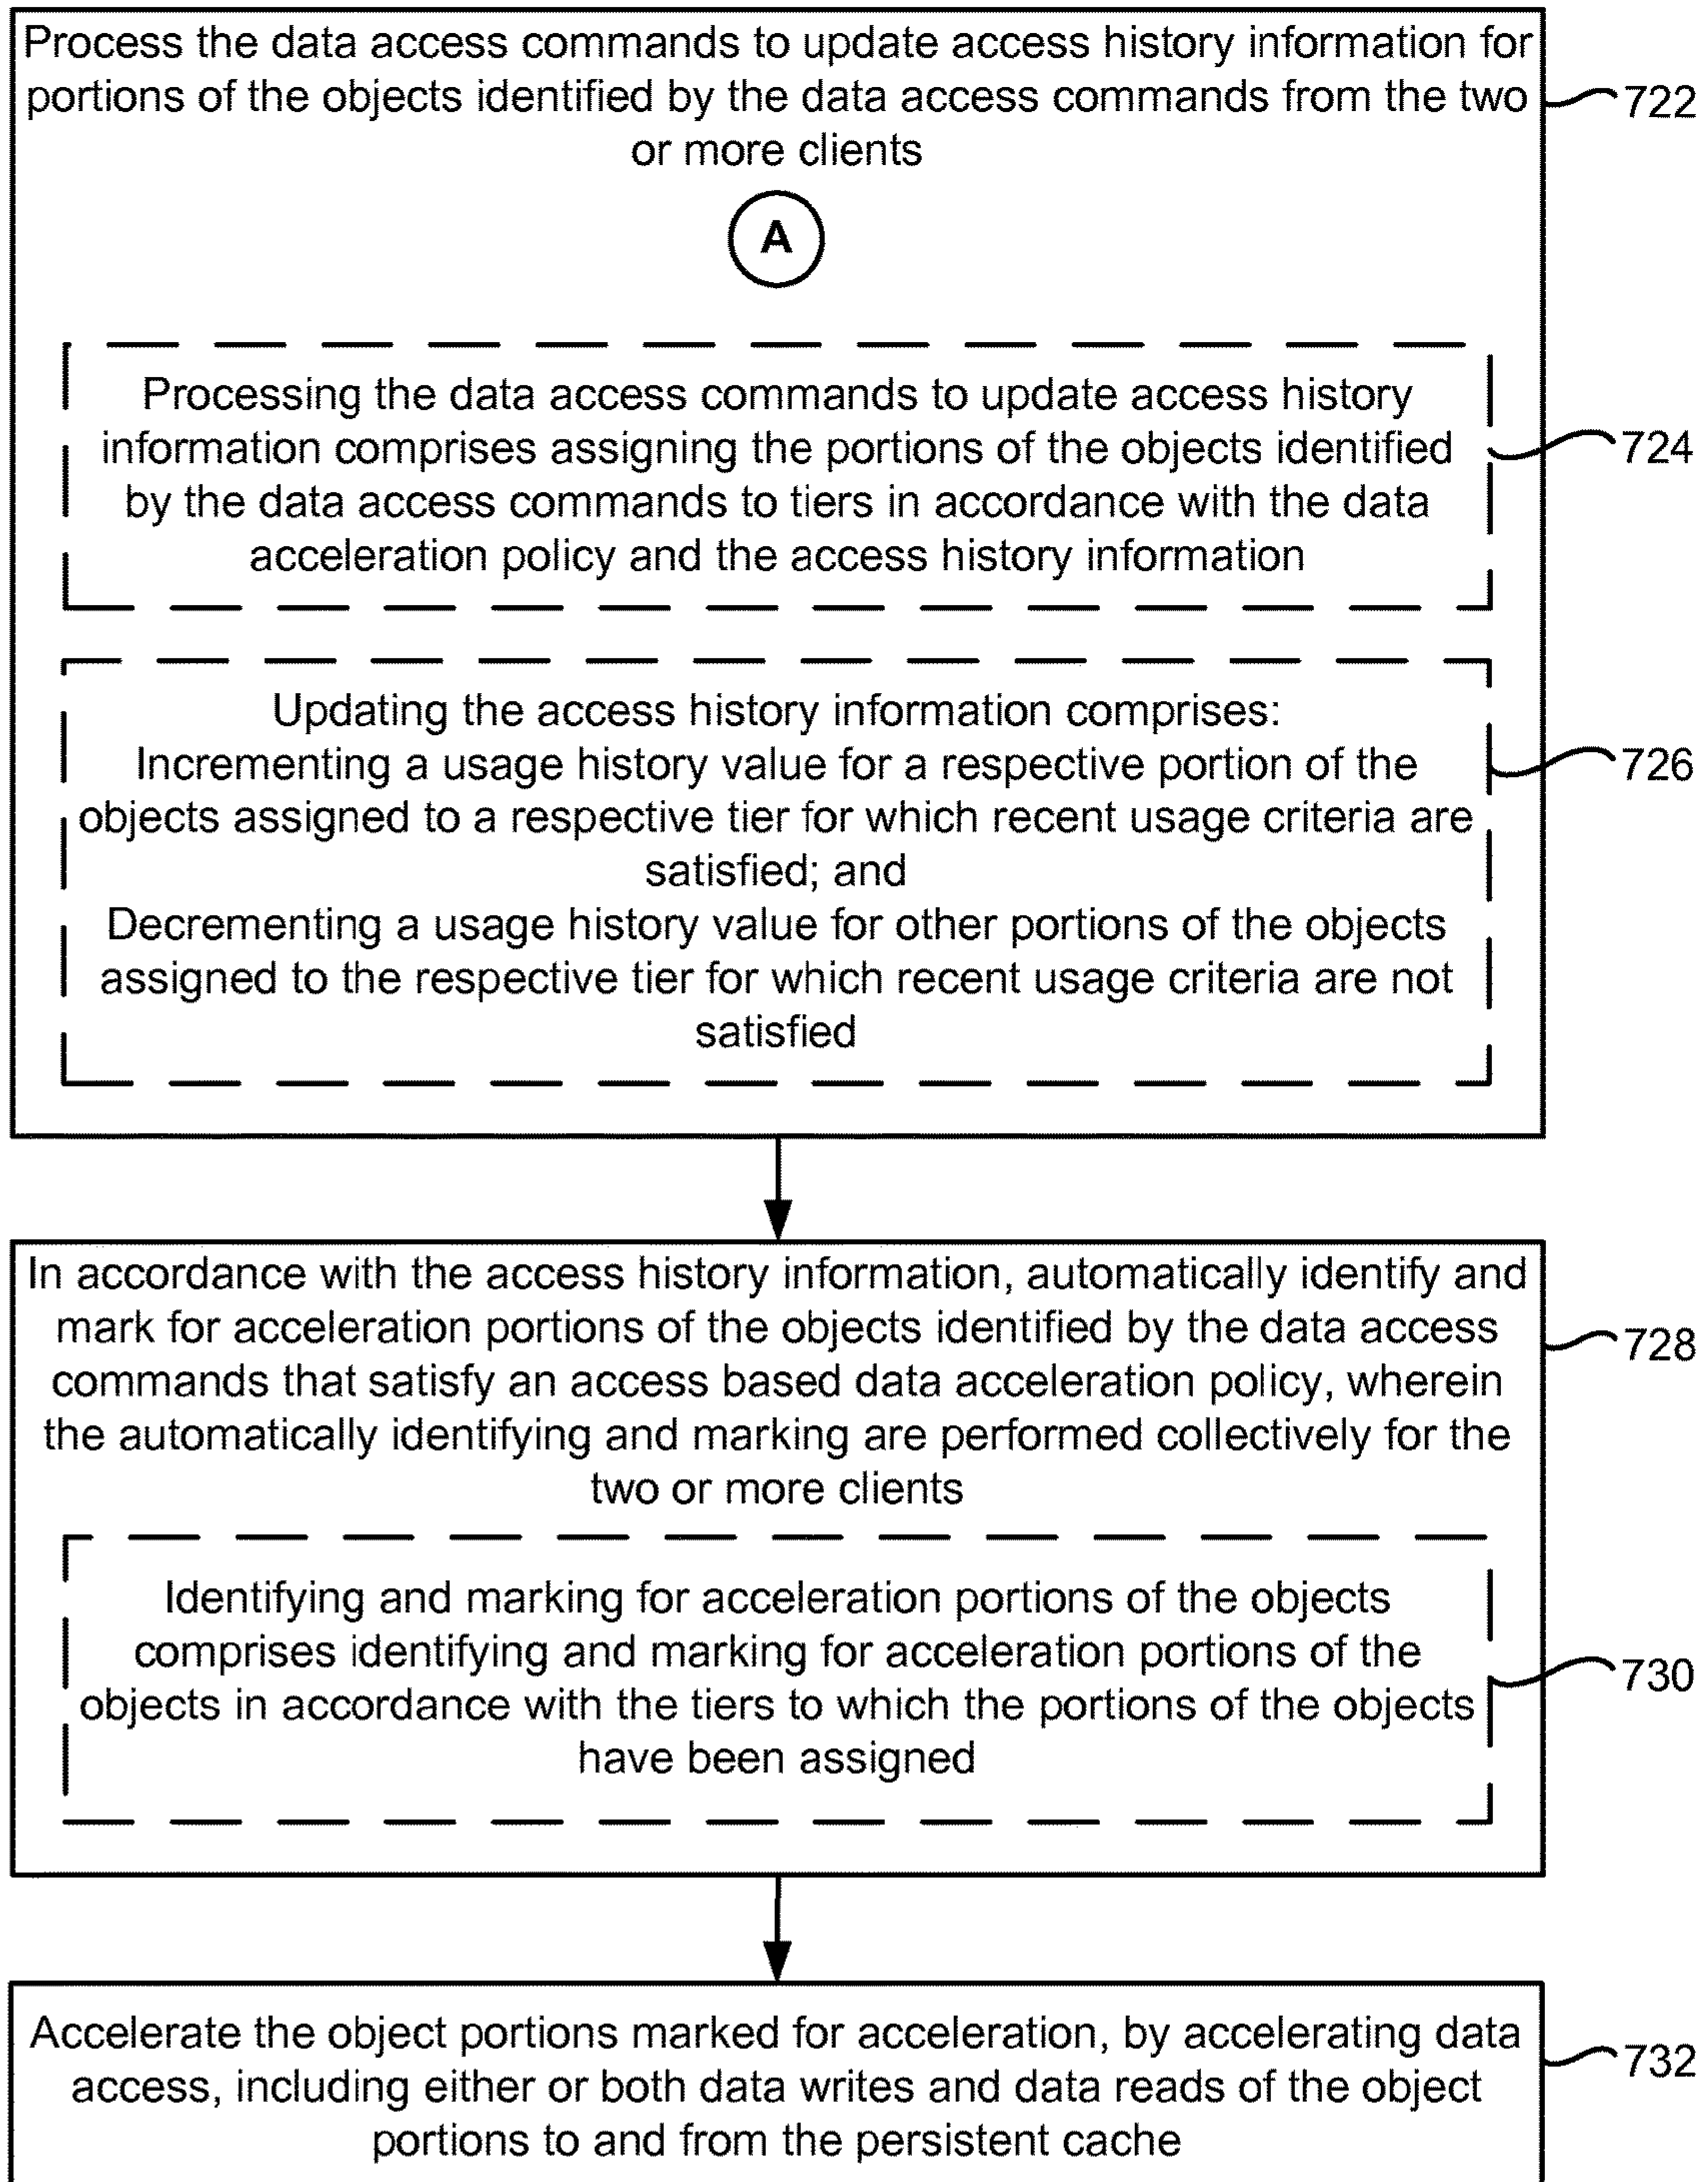 Process the data access commands to update access history information for
portions of the objects identified by the data access commands from the two
or more clients
722
A
Processing the data access commands to update access history
information comprises assigning the portions of the objects identified
by the data access commands to tiers in accordance with the data
acceleration policy and the access history information
724
Updating the access history information comprises:
Incrementing a usage history value for a respective portion of the
objects assigned to a respective tier for which recent usage criteria are
satisfied; and
Decrementing a usage history value for other portions of the objects
assigned to the respective tier for which recent usage criteria are not
satisfied
726
In accordance with the access history information, automatically identify and
mark for acceleration portions of the objects identified by the data access
commands that satisfy an access based data acceleration policy, wherein
the automatically identifying and marking are performed collectively for the
two or more clients
728
Identifying and marking for acceleration portions of the objects
comprises identifying and marking for acceleration portions of the
objects in accordance with the tiers to which the portions of the objects
have been assigned
730
Accelerate the object portions marked for acceleration, by accelerating data
access, including either or both data writes and data reads of the object
portions to and from the persistent cache
732